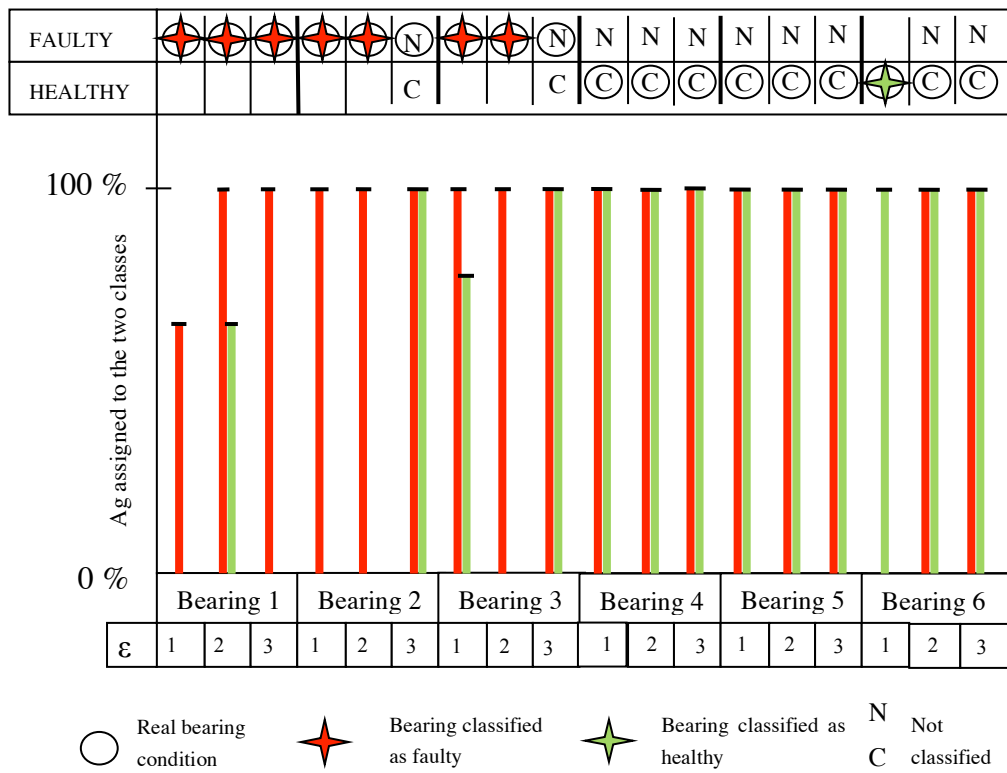 FAULTY N N N N N N N N N N
HEALTHY C C C C C C C C C C
100 %
Ag assigned to the two classes
0 %
Bearing 1 Bearing 2 Bearing 3 Bearing 4 Bearing 5 Bearing 6
ε 1 2 3 1 2 3 1 2 3 1 2 3 1 2 3 1 2 3
Real bearing
condition
Bearing classified
as faulty
Bearing classified as
healthy
N
C
Not
classified